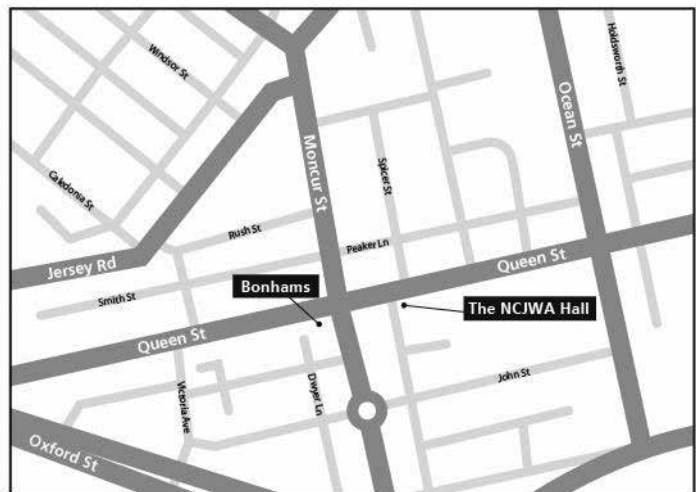 Windsor St
Holdsworth St
Ocean St
Moncur St
Spicer St
Caledonia St
Rush St
Peaker Ln
Jersey Rd
Queen St
Smith St
Bonhams
The NCJWA Hall
Queen St
John St
Victoria Ave
Dwyer Ln
Oxford St